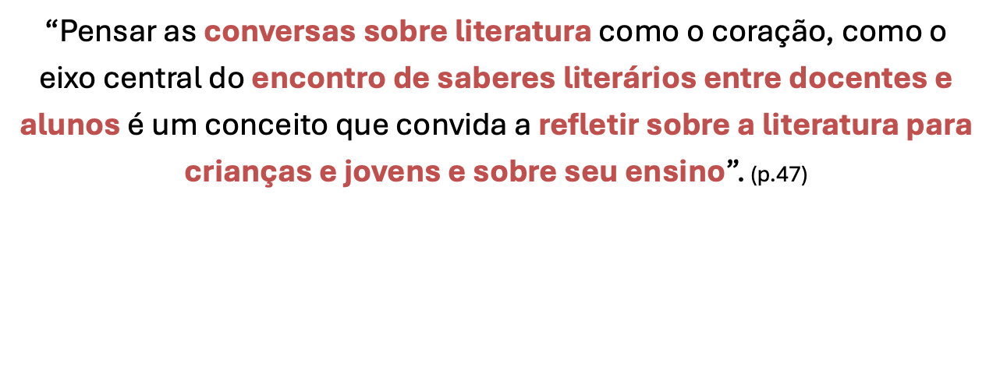 “Pensar as conversas sobre literatura como o coração, como o
eixo central do encontro de saberes literários entre docentes e
alunos é um conceito que convida a refletir sobre a literatura para
crianças e jovens e sobre seu ensino”. (p.47)